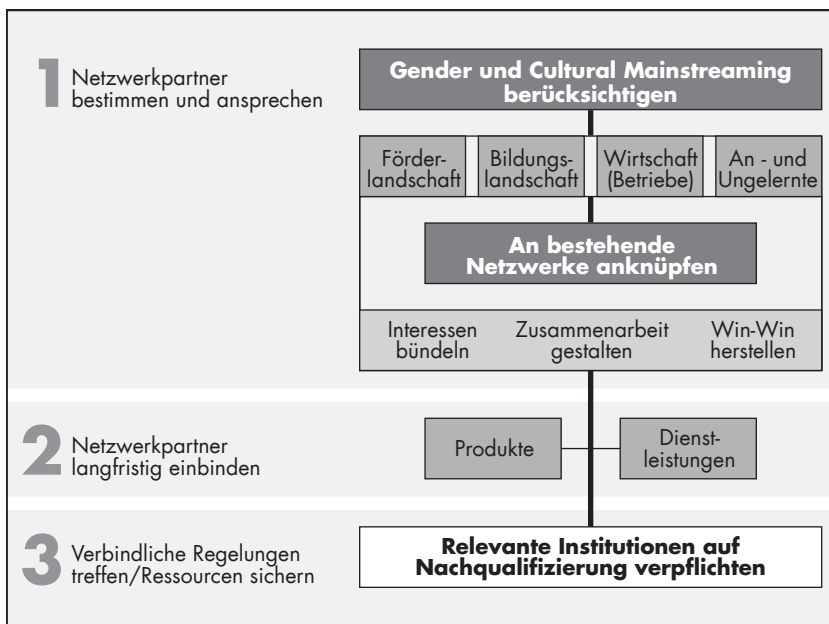 1
Netzwerkpartner
bestimmen und ansprechen
Gender und Cultural Mainstreaming
berücksichtigen
Förder-
landschaft
Bildungs-
landschaft
Wirtschaft
(Betriebe)
An - und
Ungelernte
An bestehende
Netzwerke anknüpfen
Interessen
bündeln
Zusammenarbeit
gestalten
Win-Win
herstellen
2
Netzwerkpartner
langfristig einbinden
Produkte
Dienst-
leistungen
3
Verbindliche Regelungen
treffen/Ressourcen sichern
Relevante Institutionen auf
Nachqualifizierung verpflichten